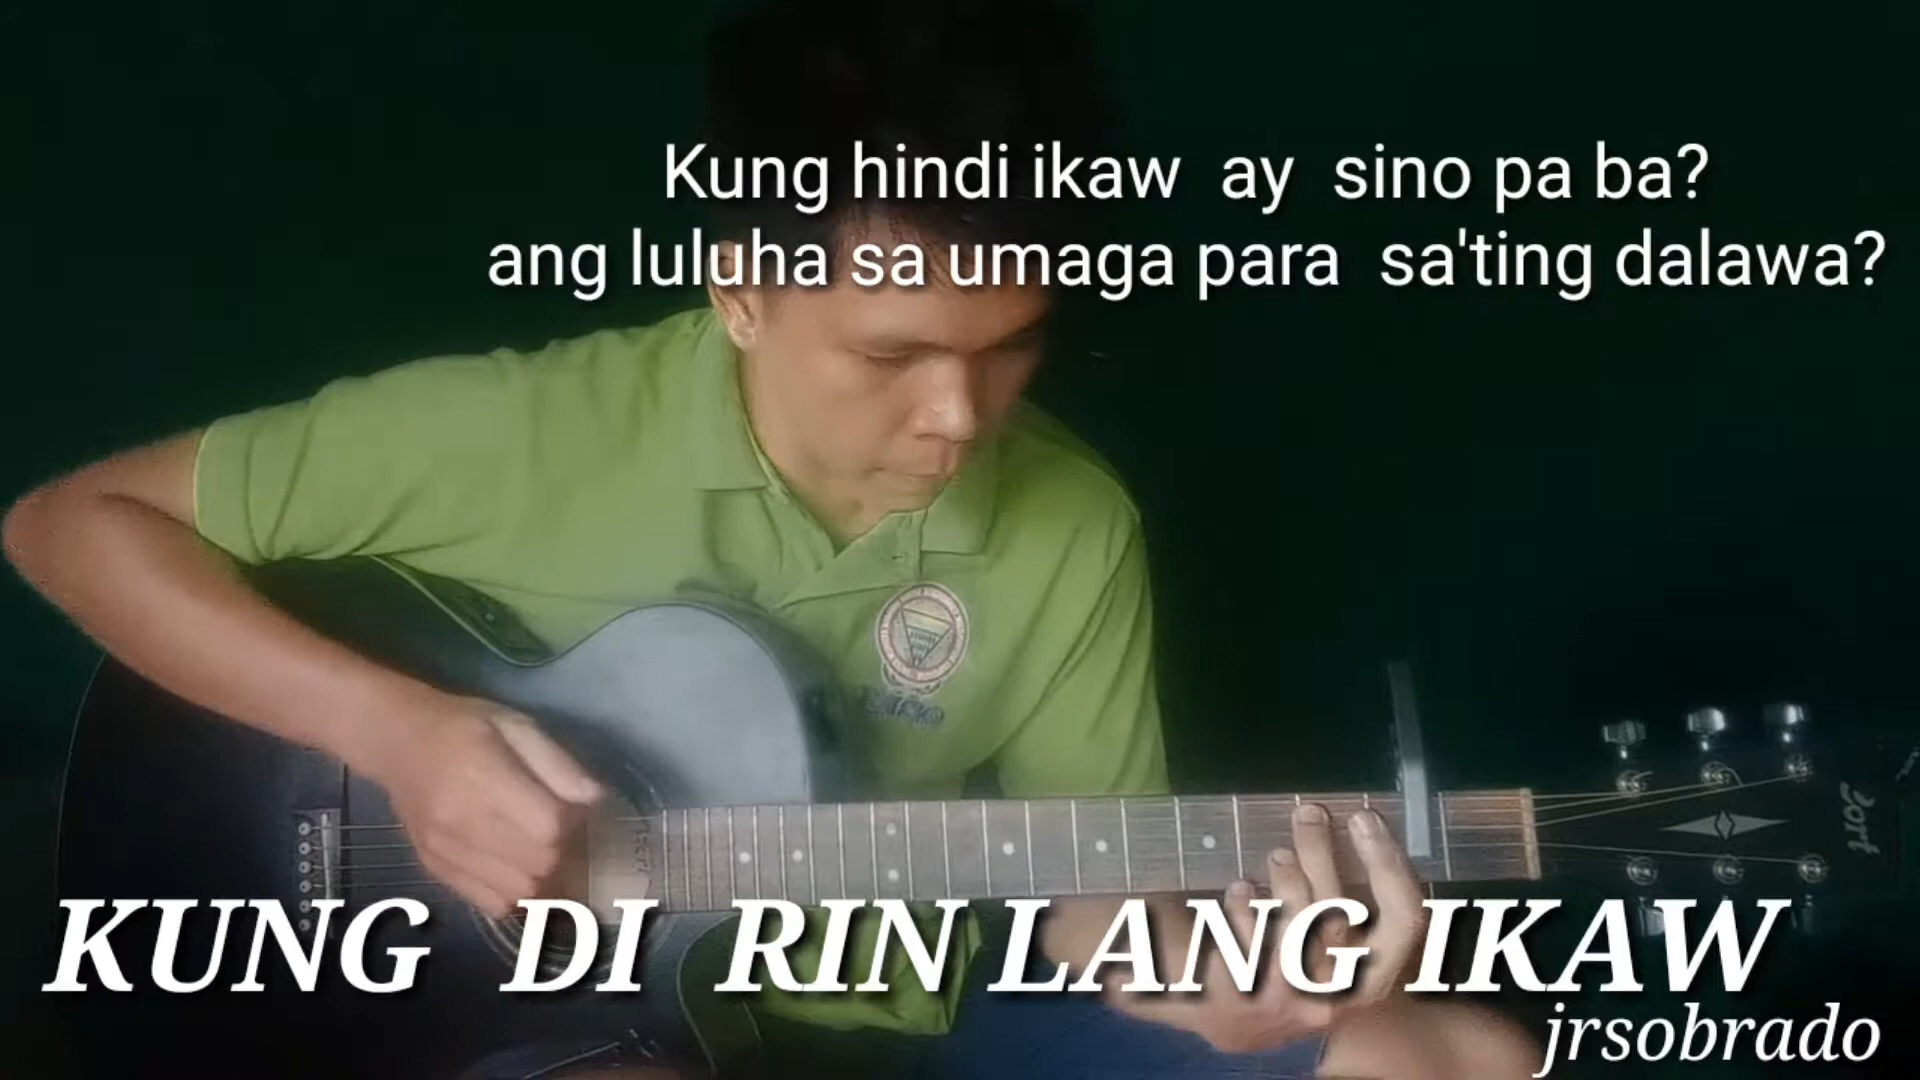 Kung hindi ikaw ay sino pa ba?
ang luluha sa umaga para sa'ting dalawa?
Cort
KUNG DI RIN LANG IKAW
jrsobrado